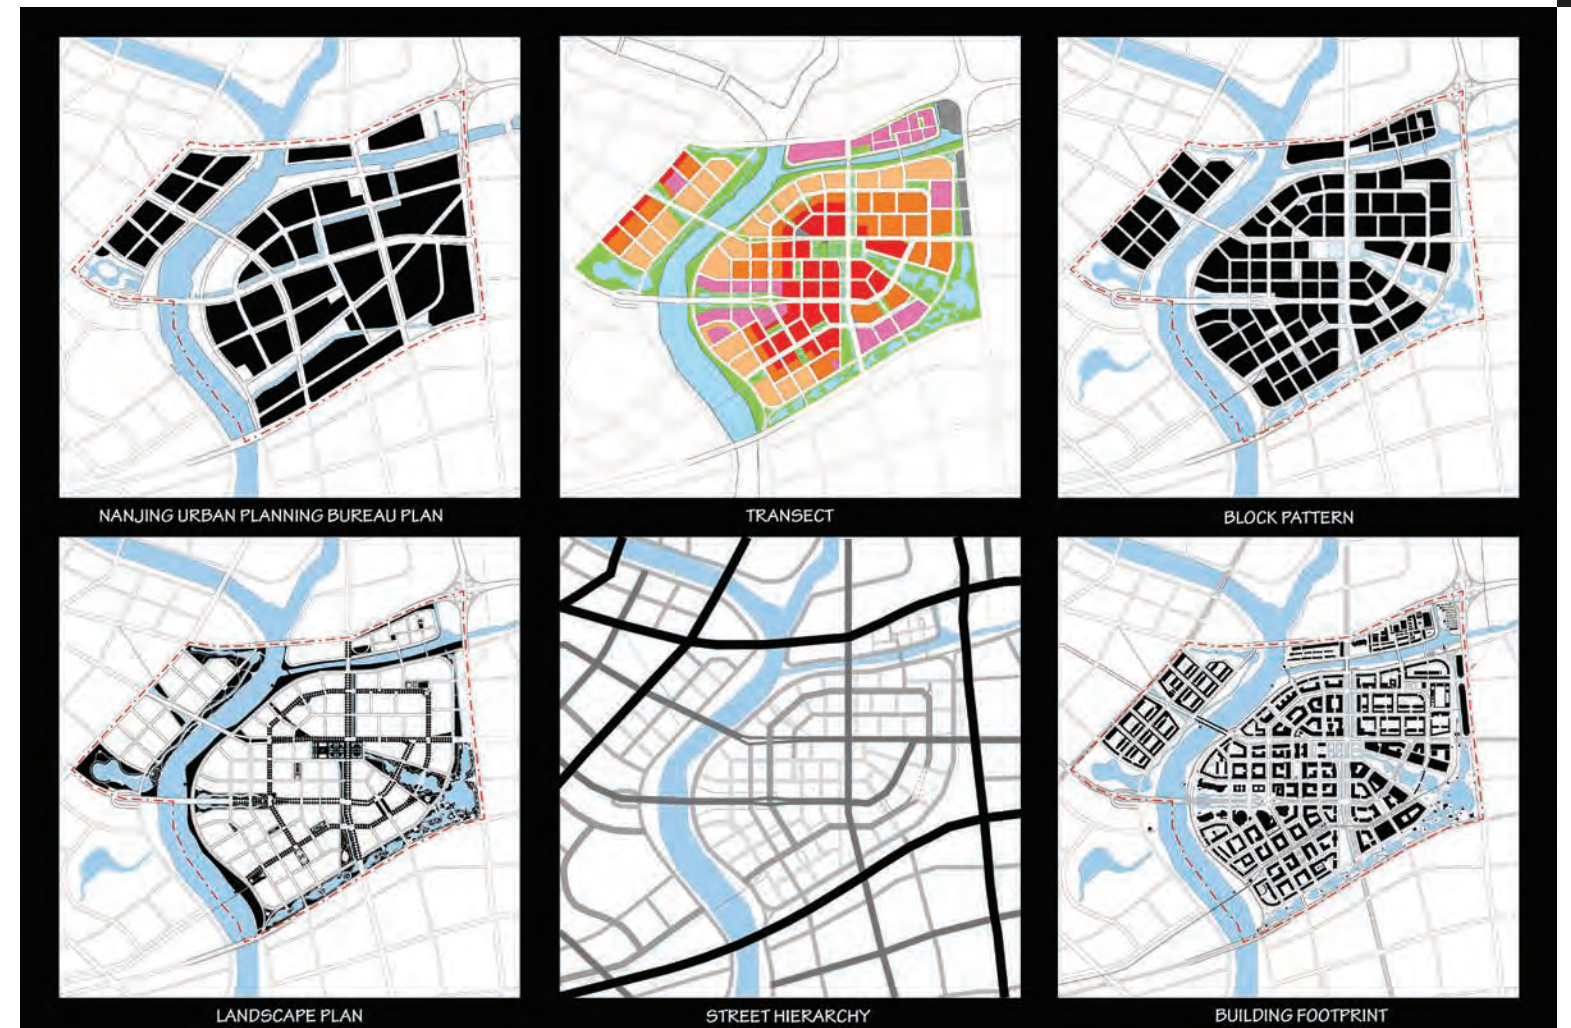 NANJING URBAN PLANNING BUREAU PLAN
TRANSECT
BLOCK PATTERN
LANDSCAPE PLAN
STREET HIERARCHY
BUILDING FOOTPRINT